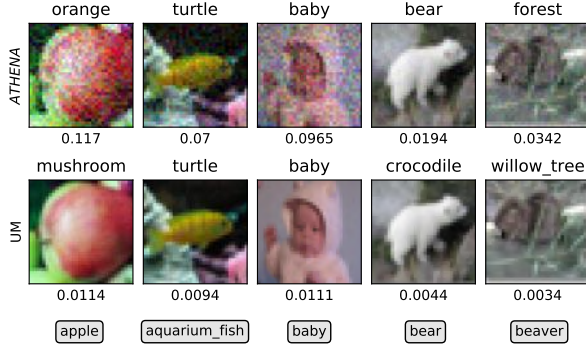 orange turtle baby bear forest
ATHENA
0.117 0.07 0.0965 0.0194 0.0342
mushroom turtle baby crocodile willow_tree
UM
0.0114 0.0094 0.0111 0.0044 0.0034
apple aquarium_fish baby bear beaver